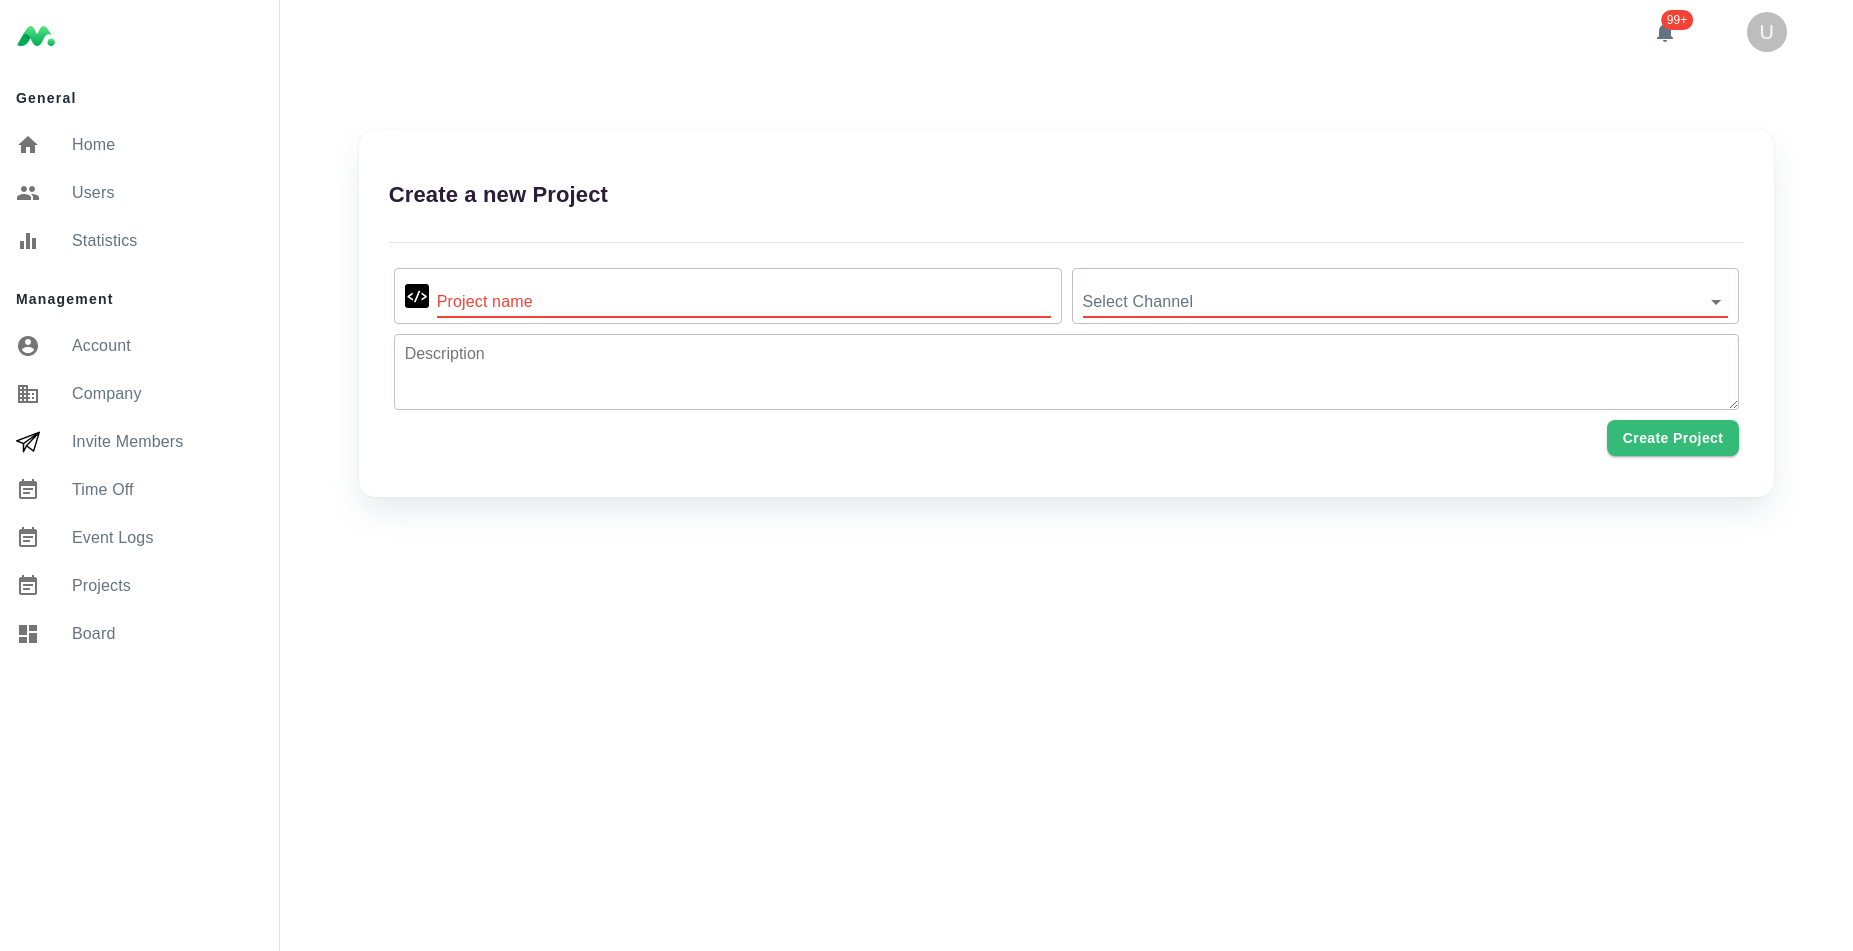 99+
U
General
Home
Users
Statistics
Management
Account
Company
Invite Members
Time Off
Event Logs
Projects
Board
Create a new Project
</>
Project name
Select Channel
Description
Create Project